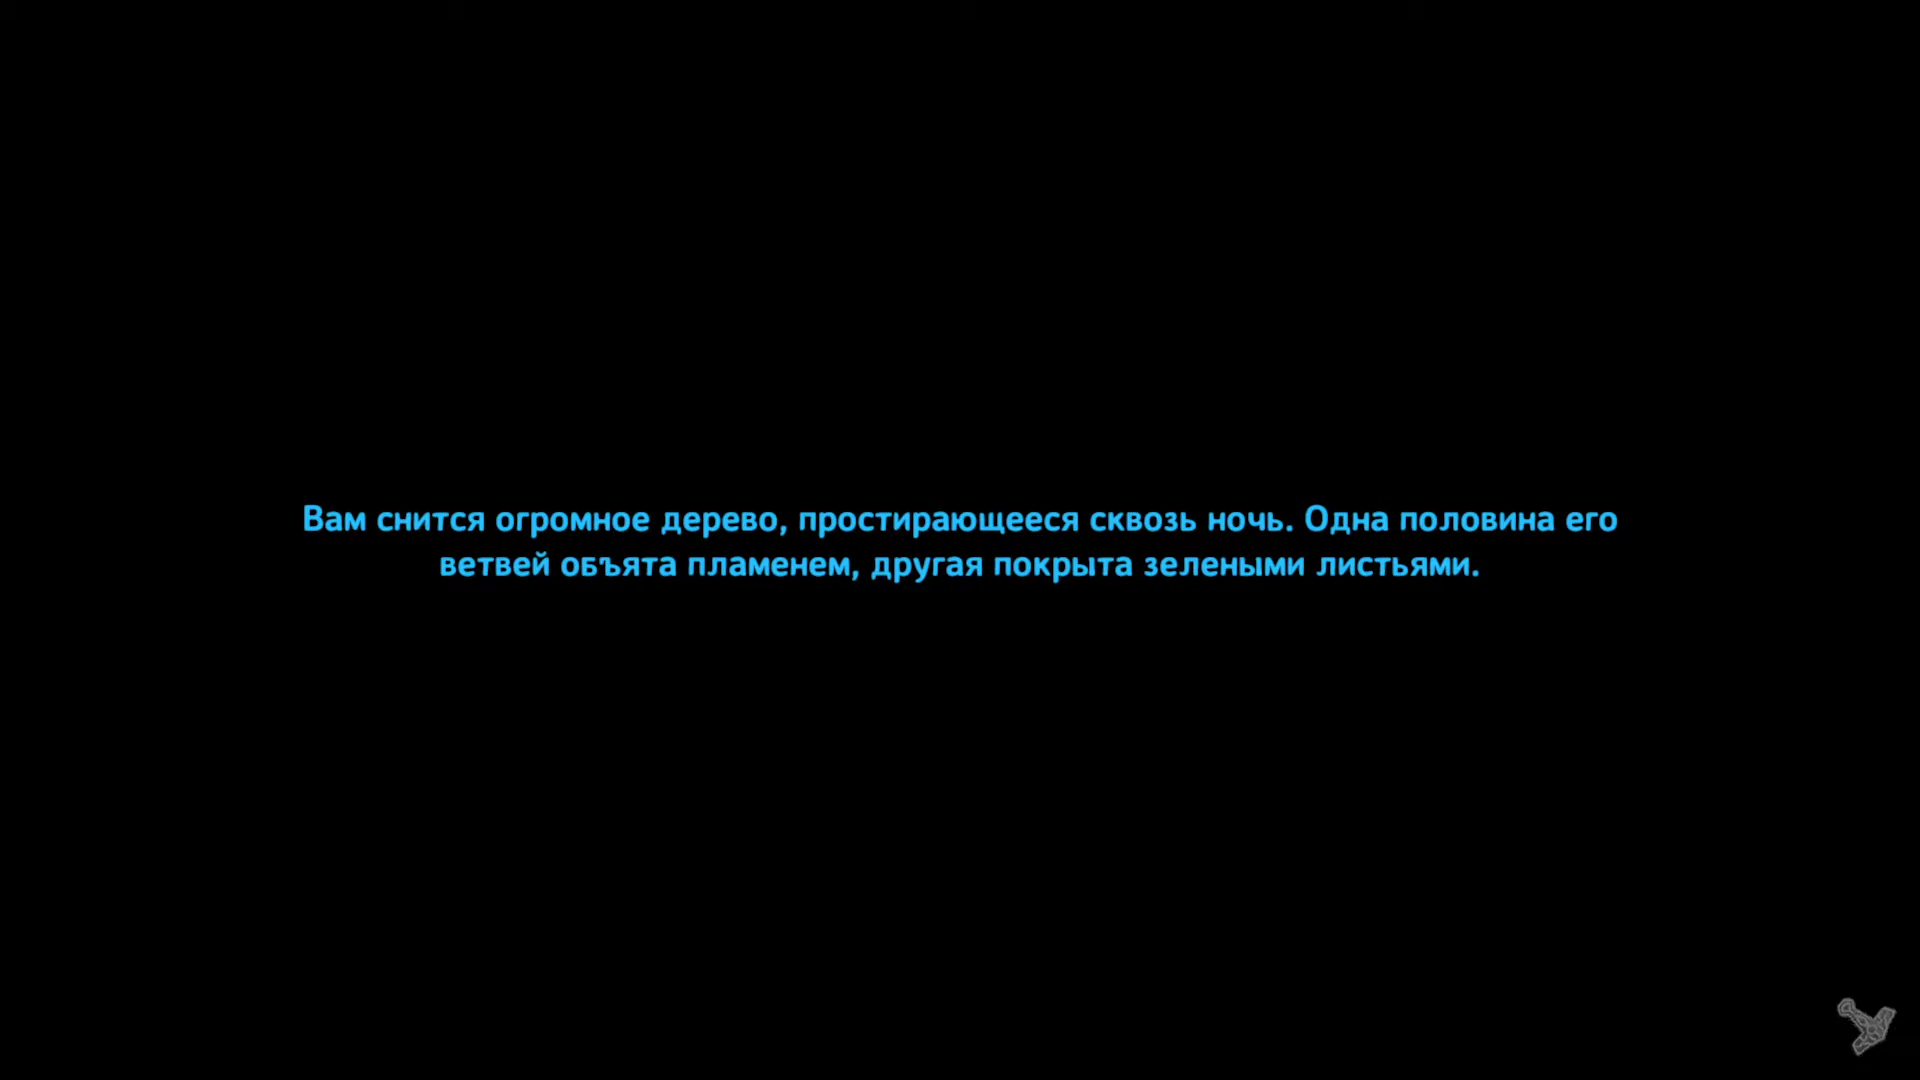 Вам снится огромное дерево, простирающееся сквозь ночь. Одна половина его
ветвей объята пламенем, другая покрыта зелеными листьями.